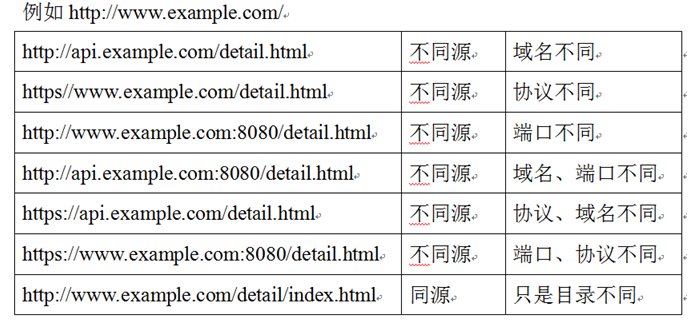 例如 http://www.example.com/
http://api.example.com/detail.html 不同源 域名不同
https//www.example.com/detail.html 不同源 协议不同
http://www.example.com:8080/detail.html 不同源 端口不同
http://api.example.com:8080/detail.html 不同源 域名、端口不同
https://api.example.com/detail.html 不同源 协议、域名不同
https://www.example.com:8080/detail.html 不同源 端口、协议不同
http://www.example.com/detail/index.html 同源 只是目录不同